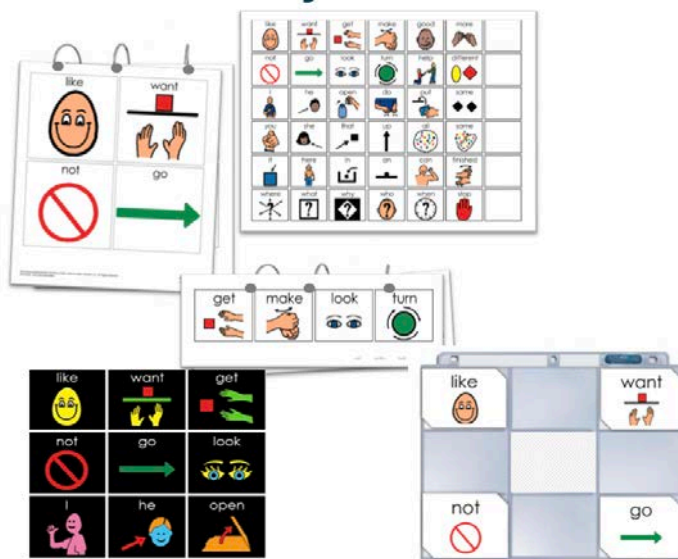 like want get make good more
not go look turn help different
I he open do put same
you she that up all some
it here in on can finished
where what why who when stop
like want
not go
get make look turn
like want get
not go look
I he open
like want
not go